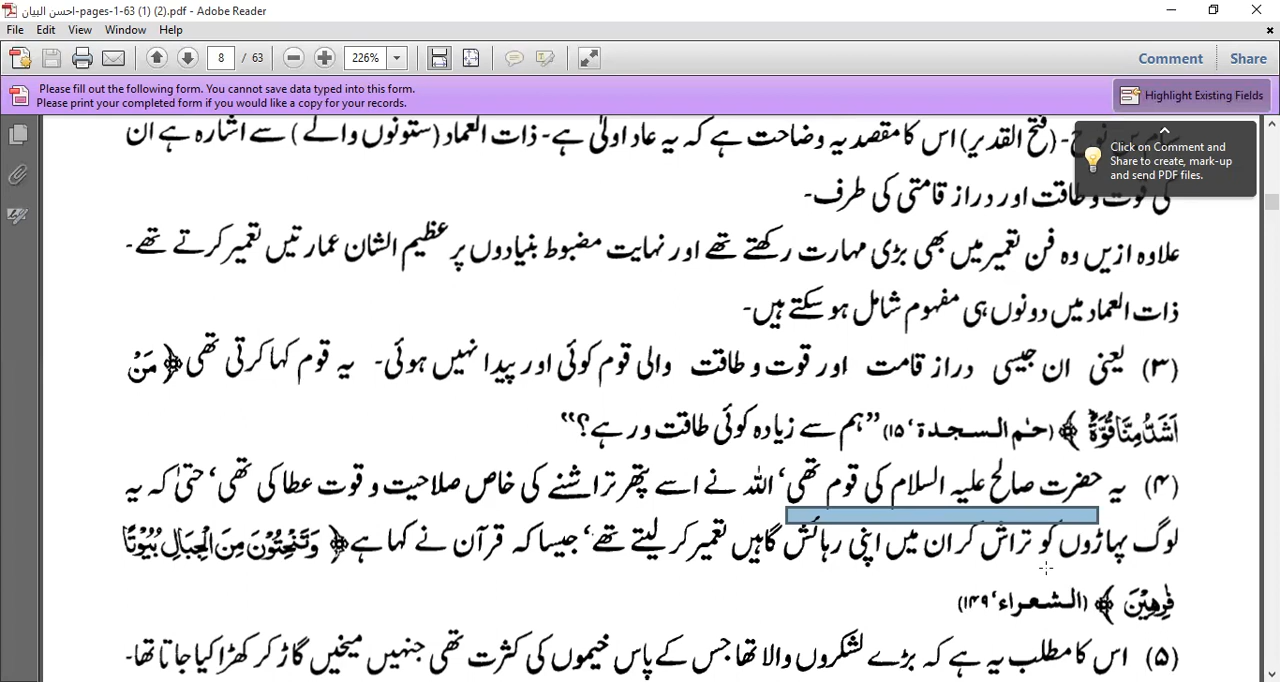 احسن البيان-pages-1-63 (1) (2).pdf - Adobe Reader
File Edit View Window Help
8 / 63 226% Comment Share
Please fill out the following form. You cannot save data typed into this form.
Please print your completed form if you would like a copy for your records.
Highlight Existing Fields
Click on Comment and
Share to create, mark-up
and send PDF files.
نوح۔ (فتح القدیر) اس کا مقصد یہ وضاحت ہے کہ یہ عاد اولیٰ ہے۔ ذات العماد (ستونوں والے) سے اشارہ ہے ان
کی قوت و طاقت اور دراز قامتی کی طرف۔
علاوہ ازیں وہ فن تعمیر میں بھی بڑی مہارت رکھتے تھے اور نہایت مضبوط بنیادوں پر عظیم الشان عمارتیں تعمیر کرتے تھے۔
ذات العماد میں دونوں ہی مفہوم شامل ہو سکتے ہیں۔
(۳) یعنی ان جیسی دراز قامت اور قوت و طاقت والی قوم کوئی اور پیدا نہیں ہوئی۔ یہ قوم کہا کرتی تھی ﴿ مَنْ
اَشَدُّ مِنَّا قُوَّةً ﴾ (حٰم السجدة٬ ۱۵) ”ہم سے زیادہ کوئی طاقت ور ہے؟“
(۴) یہ حضرت صالح علیہ السلام کی قوم تھی‘ اللہ نے اسے پتھر تراشنے کی خاص صلاحیت و قوت عطا کی تھی‘ حتیٰ کہ یہ
لوگ پہاڑوں کو تراش کر ان میں اپنی رہائش گاہیں تعمیر کر لیتے تھے‘ جیسا کہ قرآن نے کہا ہے ﴿ وَتَنْحِتُوْنَ مِنَ الْجِبَالِ بُيُوْتًا
فٰرِهِيْنَ ﴾ (الشعراء٬ ۱۴۹)
(۵) اس کا مطلب یہ ہے کہ بڑے لشکروں والا تھا جس کے پاس خیموں کی کثرت تھی جنہیں میخیں گاڑ کر کھڑا کیا جاتا تھا۔